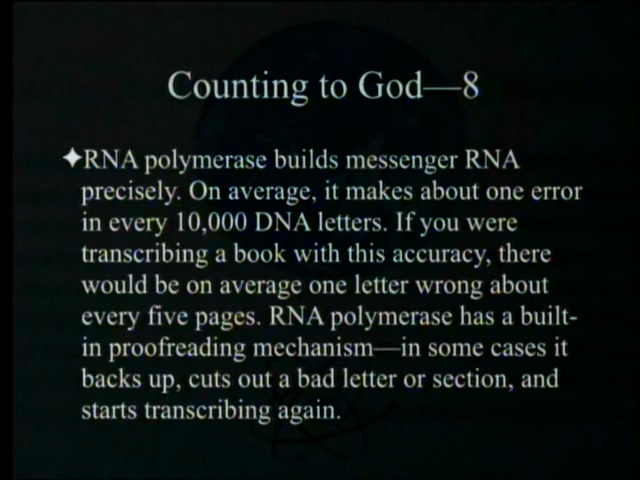 Counting to God—8
✦RNA polymerase builds messenger RNA
precisely. On average, it makes about one error
in every 10,000 DNA letters. If you were
transcribing a book with this accuracy, there
would be on average one letter wrong about
every five pages. RNA polymerase has a built-
in proofreading mechanism—in some cases it
backs up, cuts out a bad letter or section, and
starts transcribing again.